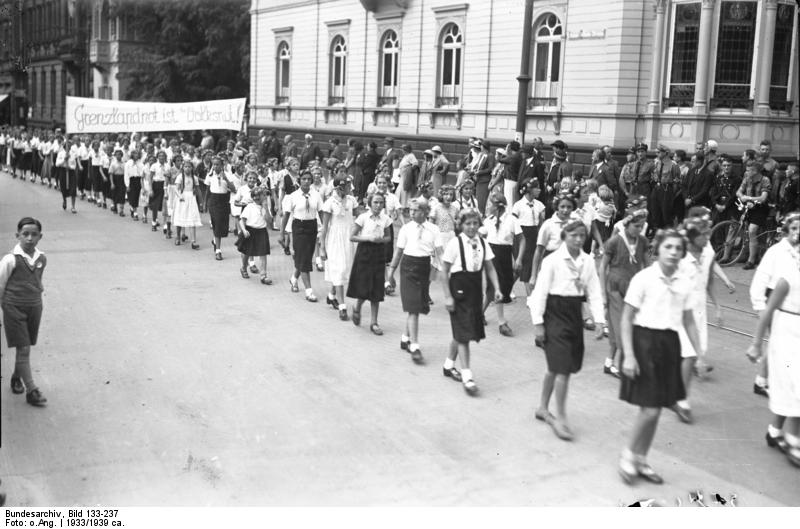 Grenzlandnot ist Volksnot!
Bundesarchiv, Bild 133-237
Foto: o.Ang. | 1933/1939 ca.